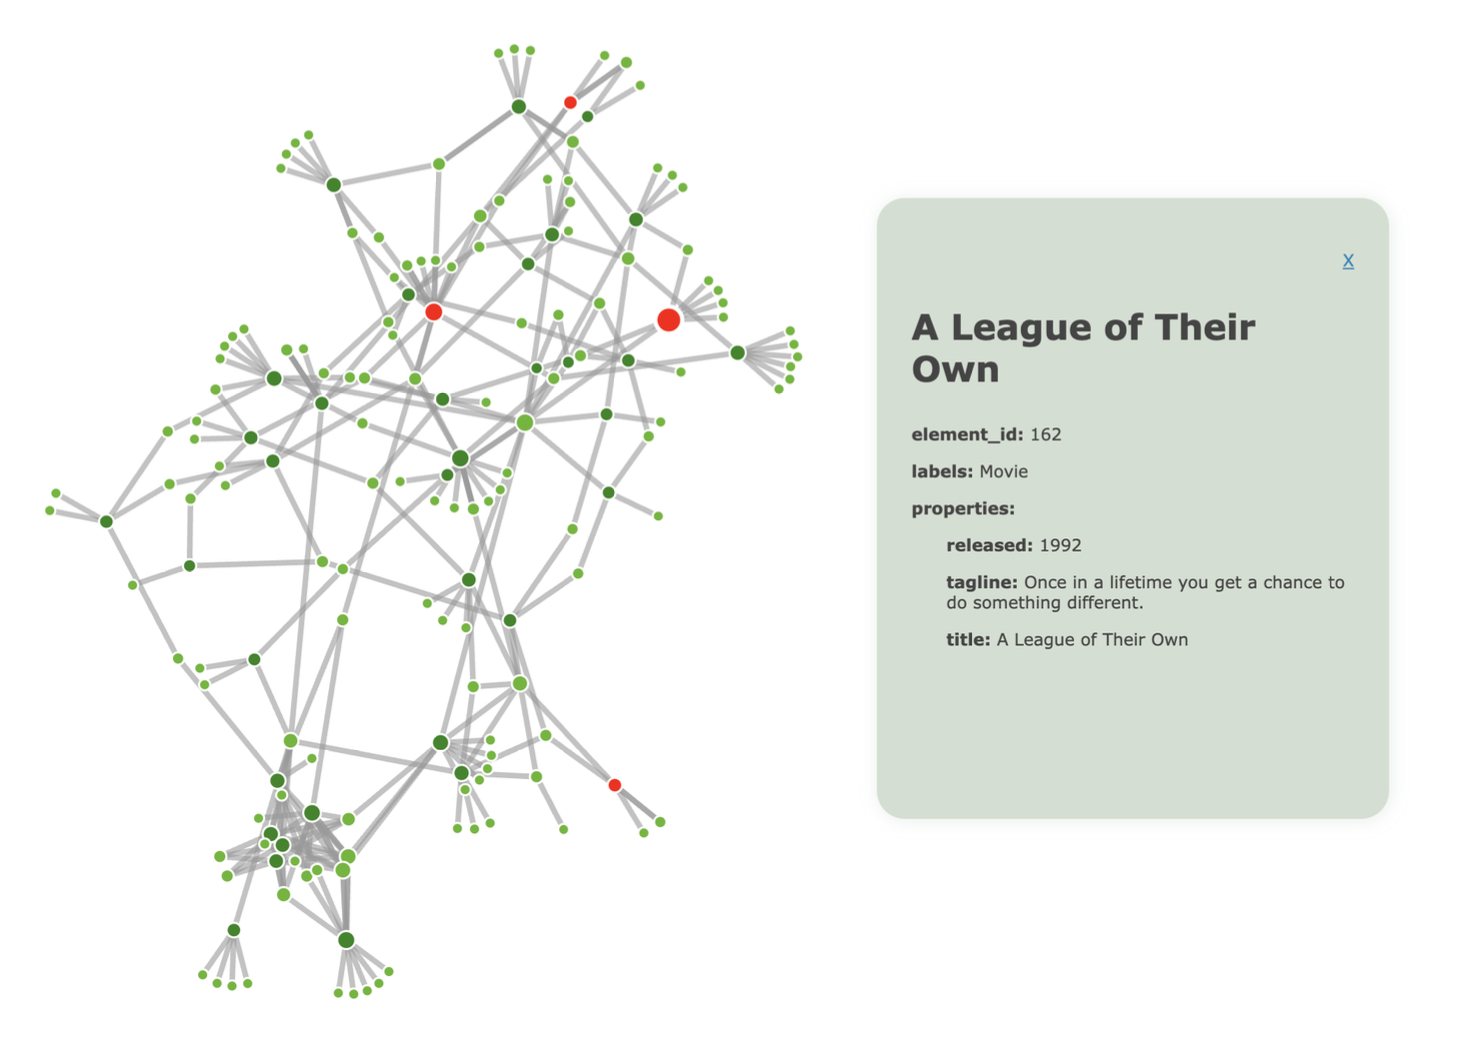 X
A League of Their
Own
element_id: 162
labels: Movie
properties:
released: 1992
tagline: Once in a lifetime you get a chance to
do something different.
title: A League of Their Own